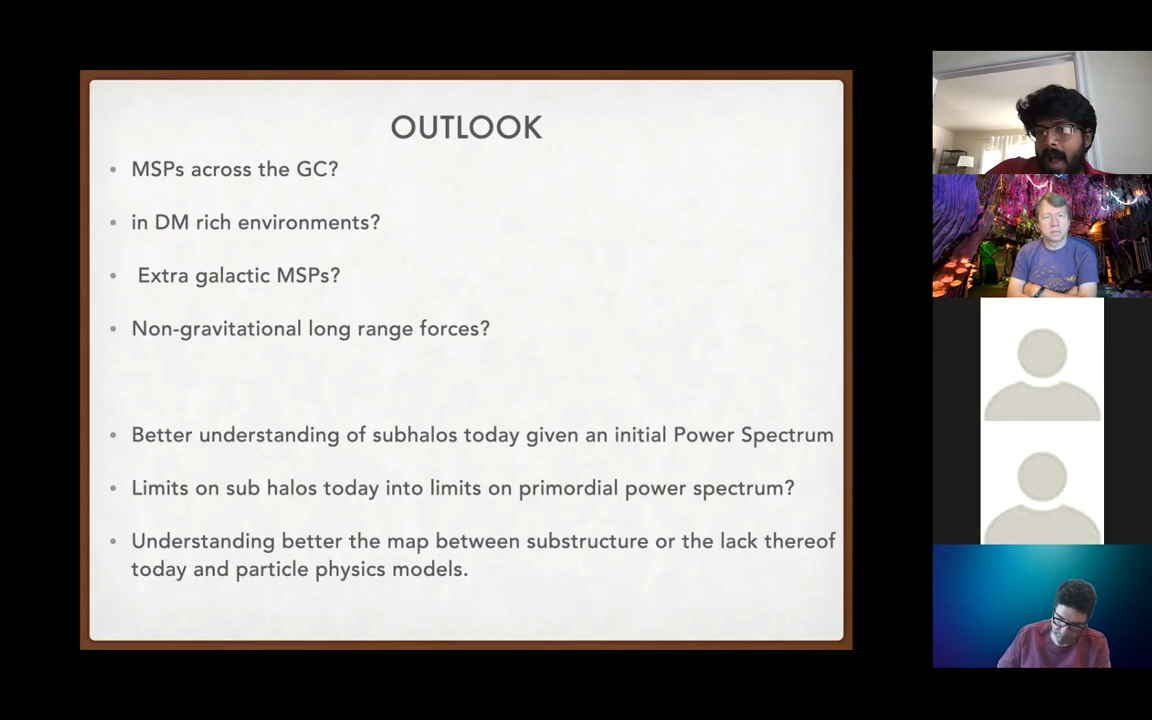 OUTLOOK
• MSPs across the GC?
• in DM rich environments?
• Extra galactic MSPs?
• Non-gravitational long range forces?
• Better understanding of subhalos today given an initial Power Spectrum
• Limits on sub halos today into limits on primordial power spectrum?
• Understanding better the map between substructure or the lack thereof
today and particle physics models.